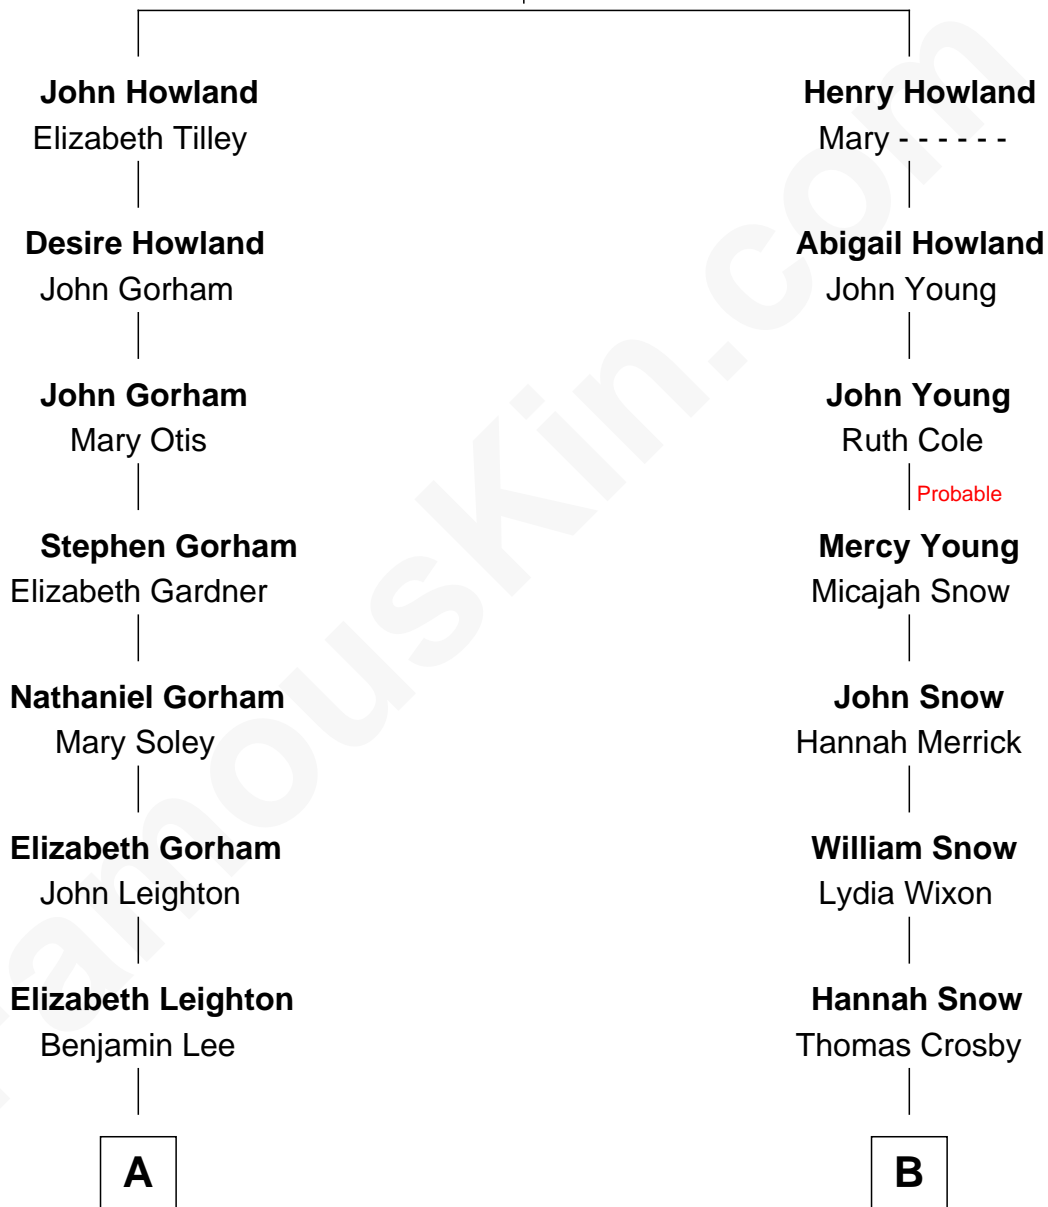 John Howland
Elizabeth Tilley
Desire Howland
John Gorham
John Gorham
Mary Otis
Stephen Gorham
Elizabeth Gardner
Nathaniel Gorham
Mary Soley
Elizabeth Gorham
John Leighton
Elizabeth Leighton
Benjamin Lee
A
Henry Howland
Mary - - - - - -
Abigail Howland
John Young
John Young
Ruth Cole
Probable
Mercy Young
Micajah Snow
John Snow
Hannah Merrick
William Snow
Lydia Wixon
Hannah Snow
Thomas Crosby
B
FamousKin.com